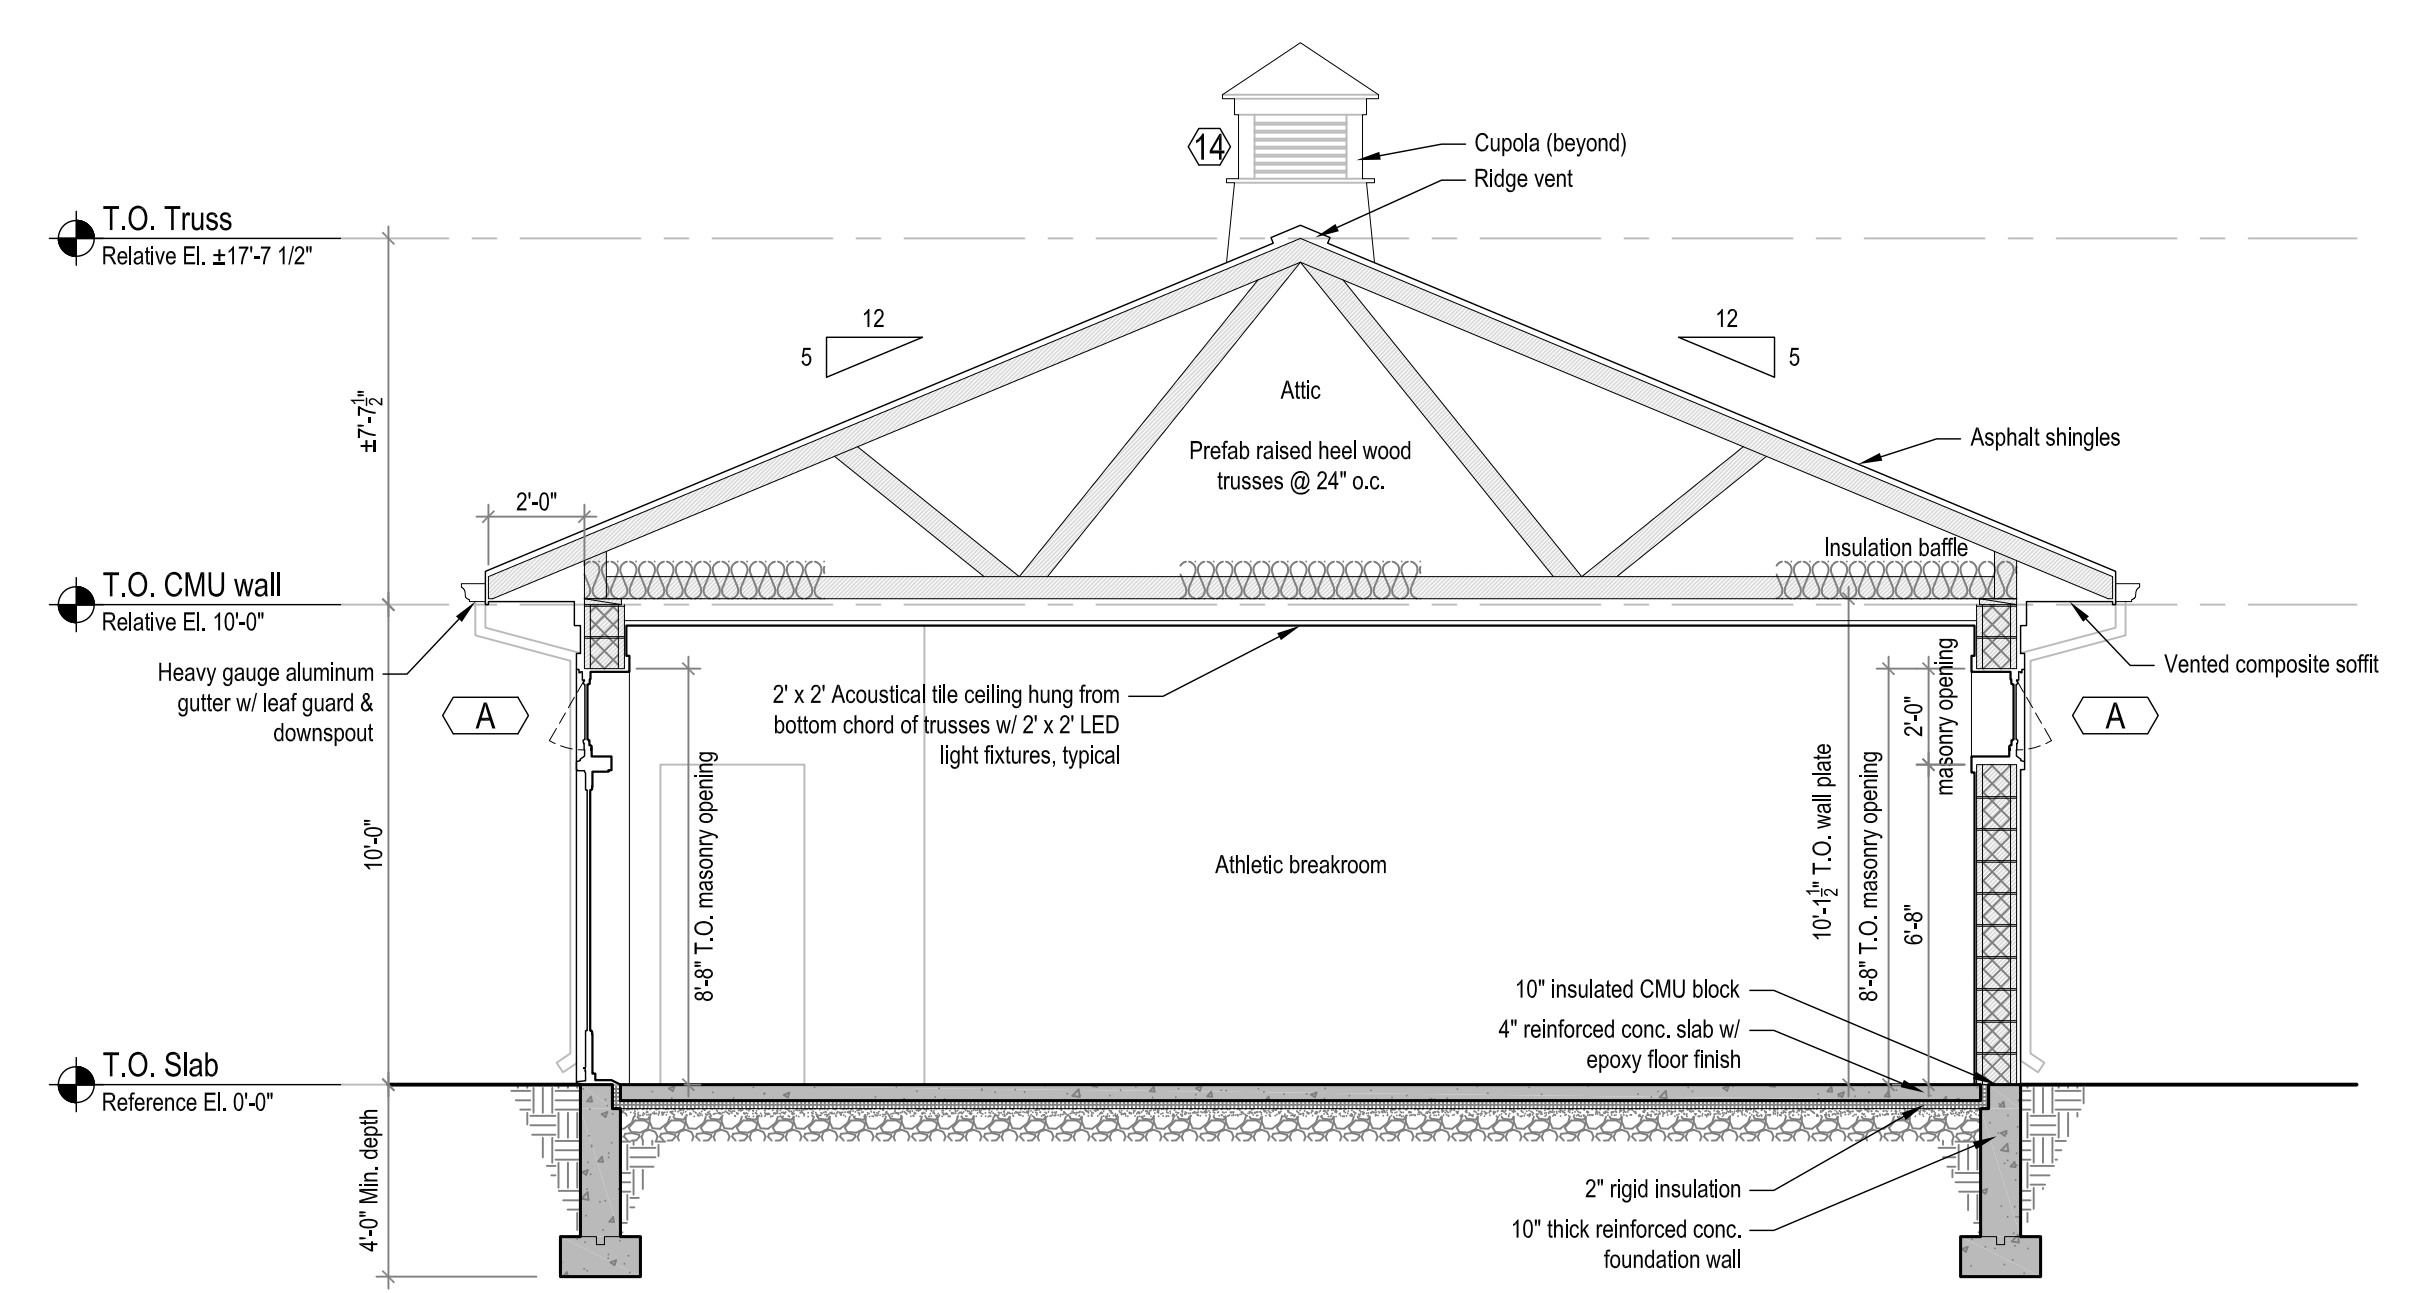 14
Cupola (beyond)
Ridge vent
T.O. Truss
Relative El. ±17'-7 1/2"
12
5
12
5
±7'-7 1/2"
Attic
Prefab raised heel wood
trusses @ 24" o.c.
Asphalt shingles
2'-0"
Insulation baffle
T.O. CMU wall
Relative El. 10'-0"
Heavy gauge aluminum
gutter w/ leaf guard &
downspout
A
2' x 2' Acoustical tile ceiling hung from
bottom chord of trusses w/ 2' x 2' LED
light fixtures, typical
Vented composite soffit
A
2'-0"
masonry opening
8'-8" T.O. masonry opening
10'-1 1/2" T.O. wall plate
8'-8" T.O. masonry opening
6'-8"
10'-0"
Athletic breakroom
10" insulated CMU block
4" reinforced conc. slab w/
epoxy floor finish
T.O. Slab
Reference El. 0'-0"
4'-0" Min. depth
2" rigid insulation
10" thick reinforced conc.
foundation wall